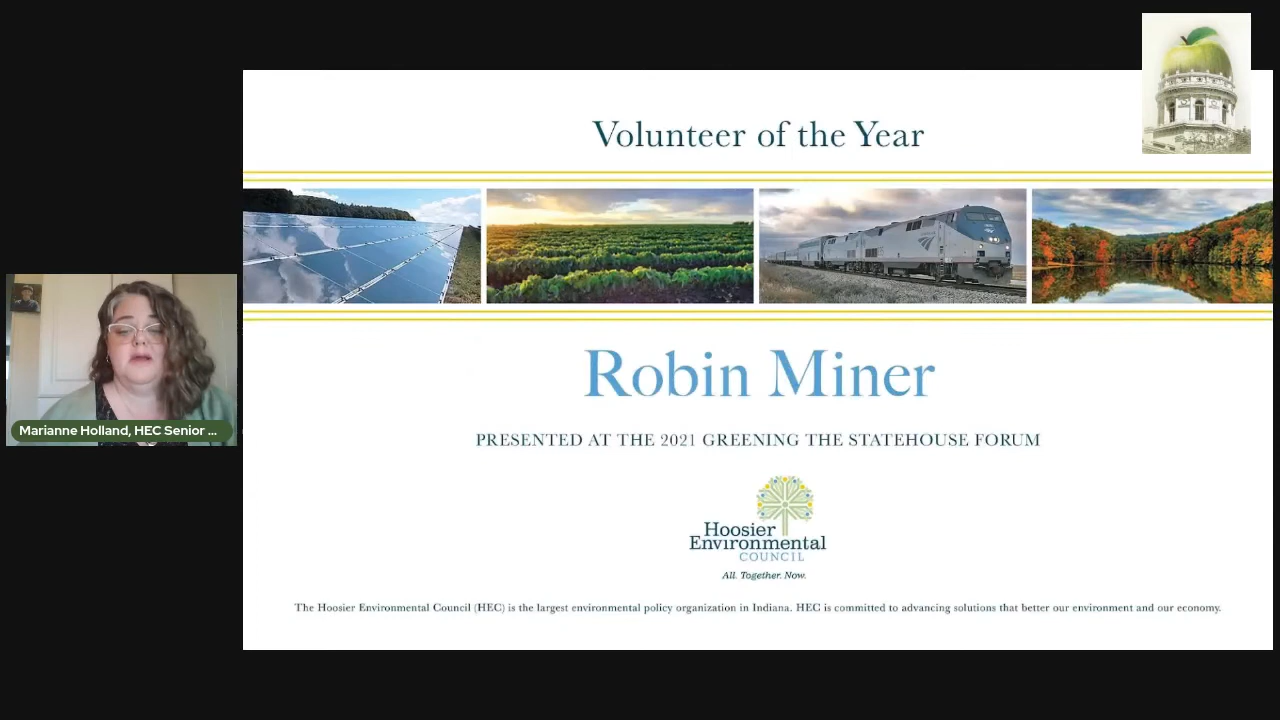 Volunteer of the Year
Robin Miner
PRESENTED AT THE 2021 GREENING THE STATEHOUSE FORUM
Hoosier
Environmental
COUNCIL
All. Together. Now.
The Hoosier Environmental Council (HEC) is the largest environmental policy organization in Indiana. HEC is committed to advancing solutions that better our environment and our economy.
Marianne Holland, HEC Senior ...